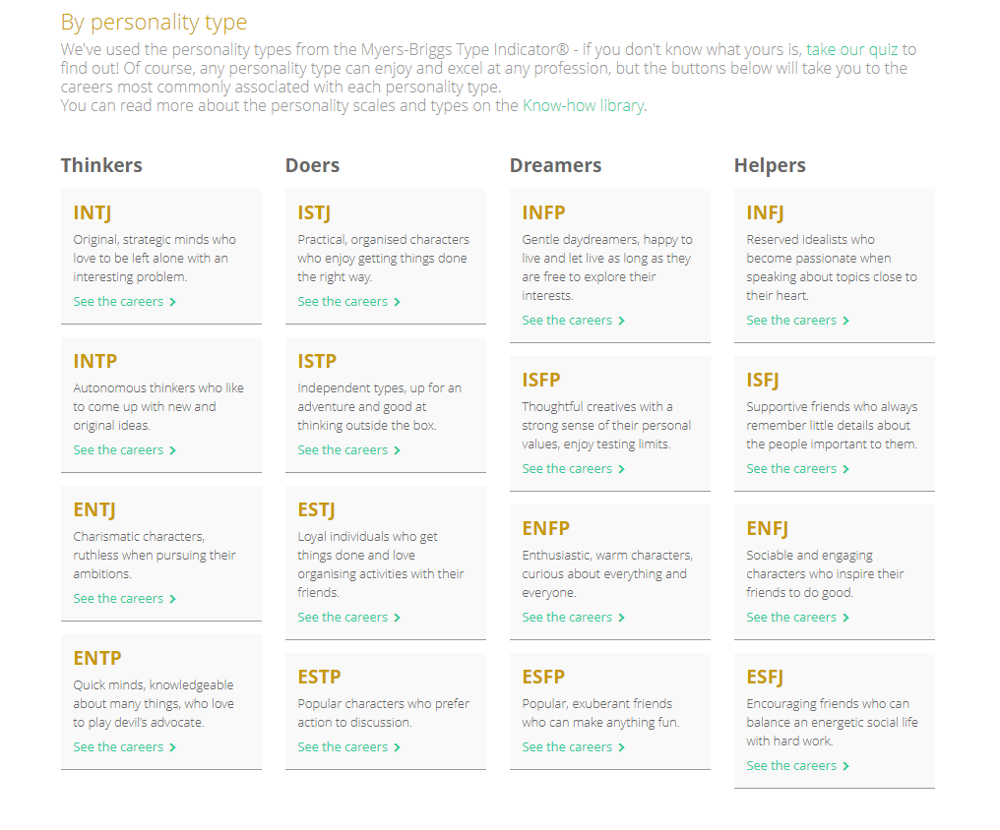 By personality type
We've used the personality types from the Myers-Briggs Type Indicator® - if you don't know what yours is, take our quiz to
find out! Of course, any personality type can enjoy and excel at any profession, but the buttons below will take you to the
careers most commonly associated with each personality type.
You can read more about the personality scales and types on the Know-how library.
Thinkers
INTJ
Original, strategic minds who
love to be left alone with an
interesting problem.
See the careers
INTP
Autonomous thinkers who like
to come up with new and
original ideas.
See the careers
ENTJ
Charismatic characters,
ruthless when pursuing their
ambitions.
See the careers
ENTP
Quick minds, knowledgeable
about many things, who love
to play devil's advocate.
See the careers
Doers
ISTJ
Practical, organised characters
who enjoy getting things done
the right way.
See the careers
ISTP
Independent types, up for an
adventure and good at
thinking outside the box.
See the careers
ESTJ
Loyal individuals who get
things done and love
organising activities with their
friends.
See the careers
ESTP
Popular characters who prefer
action to discussion.
See the careers
Dreamers
INFP
Gentle daydreamers, happy to
live and let live as long as they
are free to explore their
interests.
See the careers
ISFP
Thoughtful creatives with a
strong sense of their personal
values, enjoy testing limits.
See the careers
ENFP
Enthusiastic, warm characters,
curious about everything and
everyone.
See the careers
ESFP
Popular, exuberant friends
who can make anything fun.
See the careers
Helpers
INFJ
Reserved idealists who
become passionate when
speaking about topics close to
their heart.
See the careers
ISFJ
Supportive friends who always
remember little details about
the people important to them.
See the careers
ENFJ
Sociable and engaging
characters who inspire their
friends to do good.
See the careers
ESFJ
Encouraging friends who can
balance an energetic social life
with hard work.
See the careers